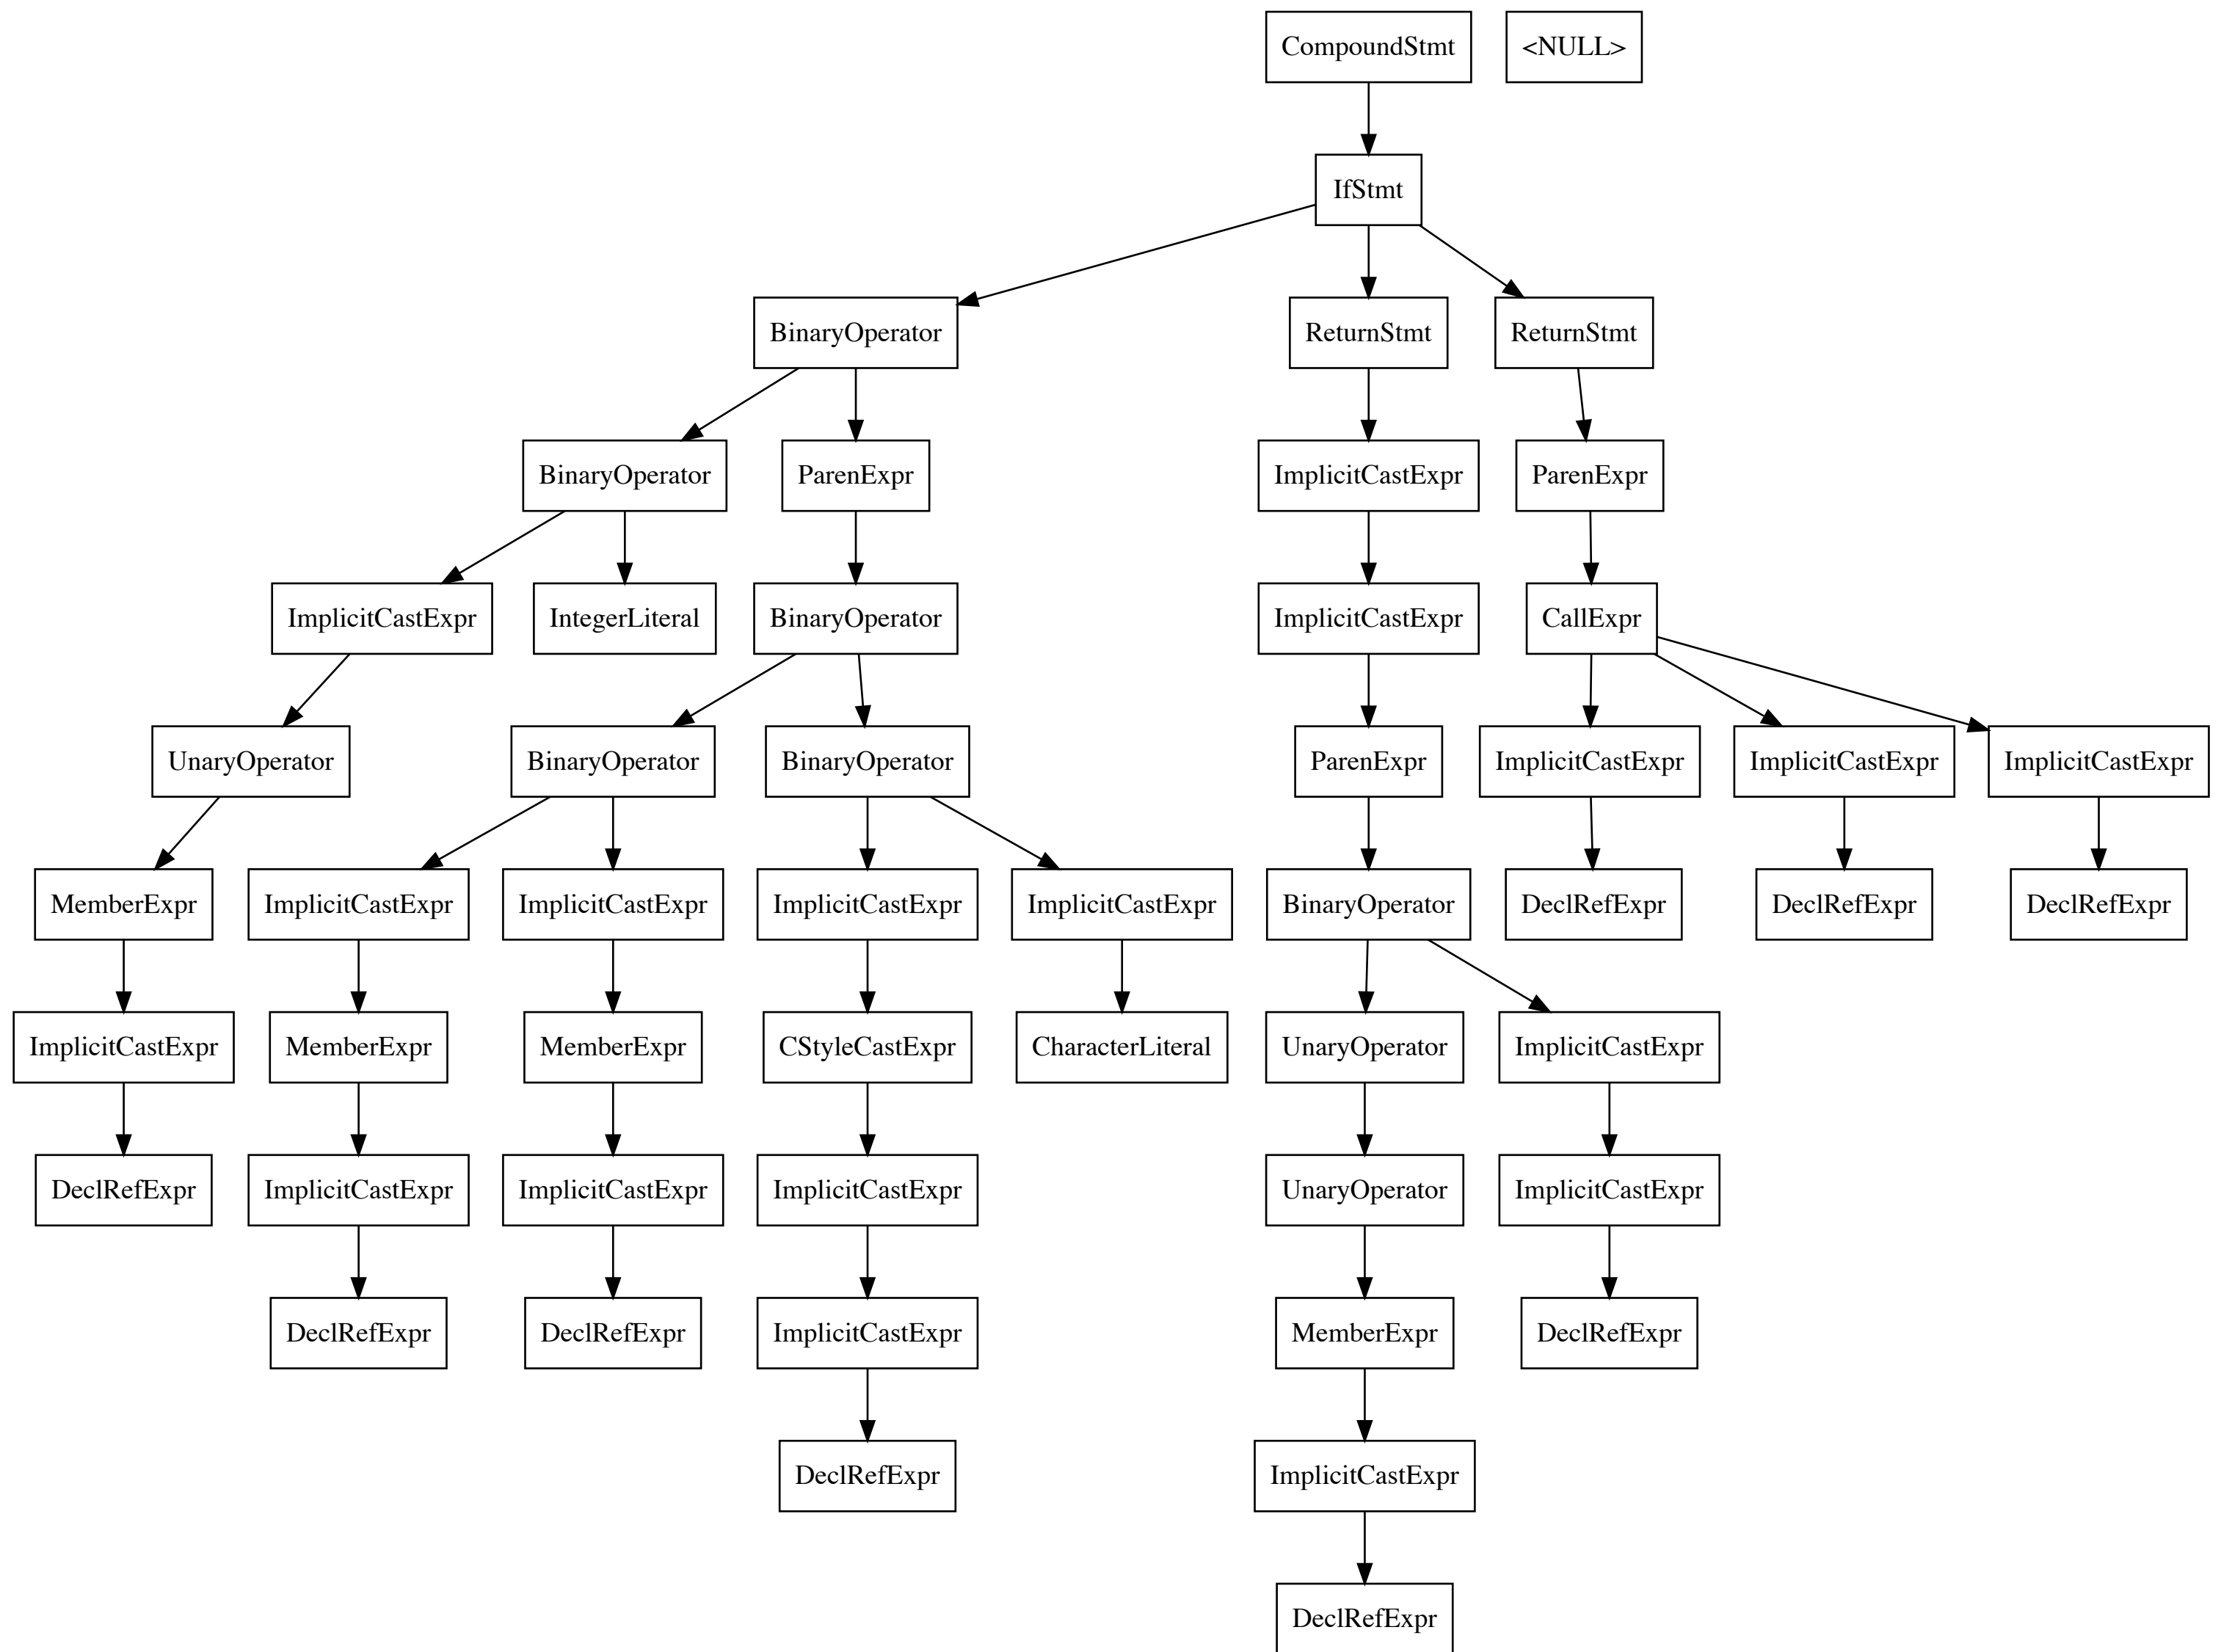 CompoundStmt <NULL>
IfStmt
BinaryOperator ReturnStmt ReturnStmt
BinaryOperator ParenExpr ImplicitCastExpr ParenExpr
ImplicitCastExpr IntegerLiteral BinaryOperator ImplicitCastExpr CallExpr
UnaryOperator BinaryOperator BinaryOperator ParenExpr ImplicitCastExpr ImplicitCastExpr ImplicitCastExpr
MemberExpr ImplicitCastExpr ImplicitCastExpr ImplicitCastExpr ImplicitCastExpr BinaryOperator DeclRefExpr DeclRefExpr DeclRefExpr
ImplicitCastExpr MemberExpr MemberExpr CStyleCastExpr CharacterLiteral UnaryOperator ImplicitCastExpr
DeclRefExpr ImplicitCastExpr ImplicitCastExpr ImplicitCastExpr UnaryOperator ImplicitCastExpr
DeclRefExpr DeclRefExpr ImplicitCastExpr MemberExpr DeclRefExpr
DeclRefExpr ImplicitCastExpr
DeclRefExpr